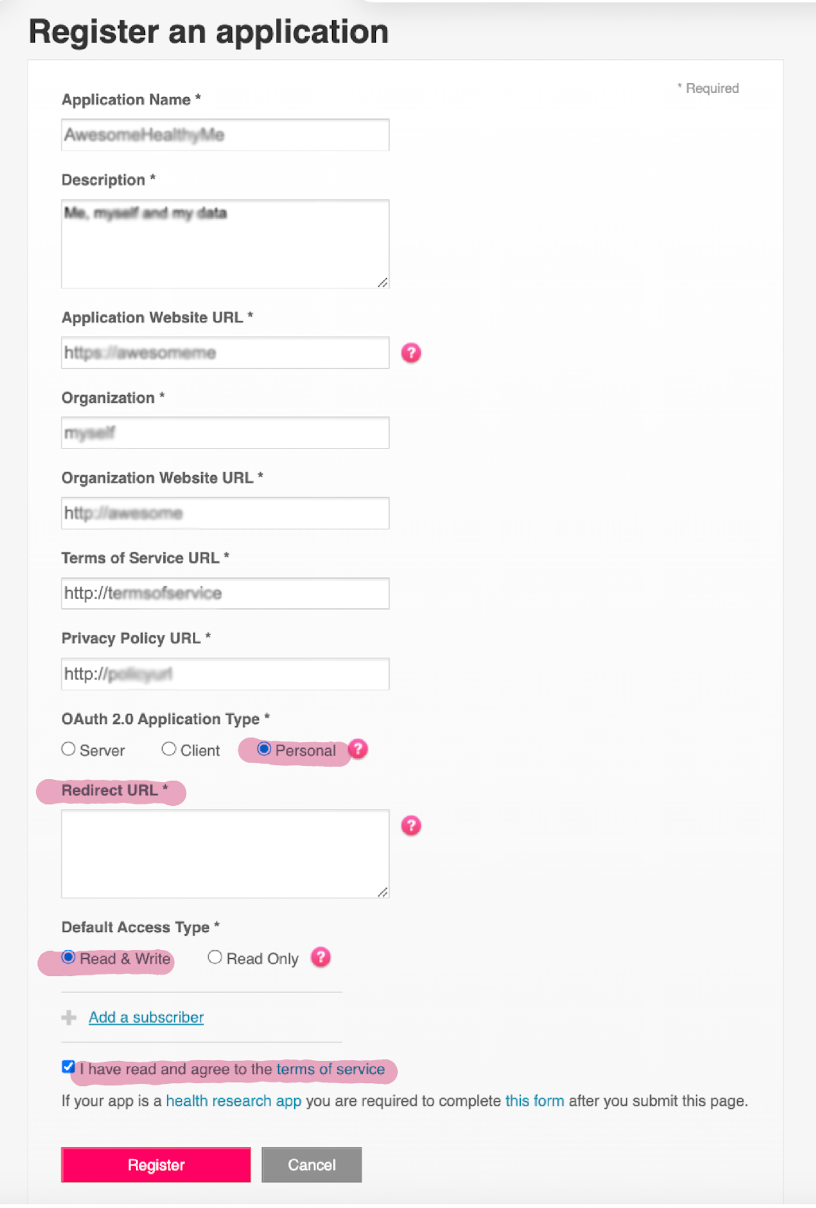 Register an application
* Required
Application Name *
AwesomeHealthyMe
Description *
Me, myself and my data
Application Website URL *
https://awesomeme
Organization *
myself
Organization Website URL *
http://awesome
Terms of Service URL *
http://termsofservice
Privacy Policy URL *
http://policyurl
OAuth 2.0 Application Type *
Server Client Personal ?
Redirect URL *
?
Default Access Type *
Read & Write Read Only ?
Add a subscriber
I have read and agree to the terms of service
If your app is a health research app you are required to complete this form after you submit this page.
Register Cancel